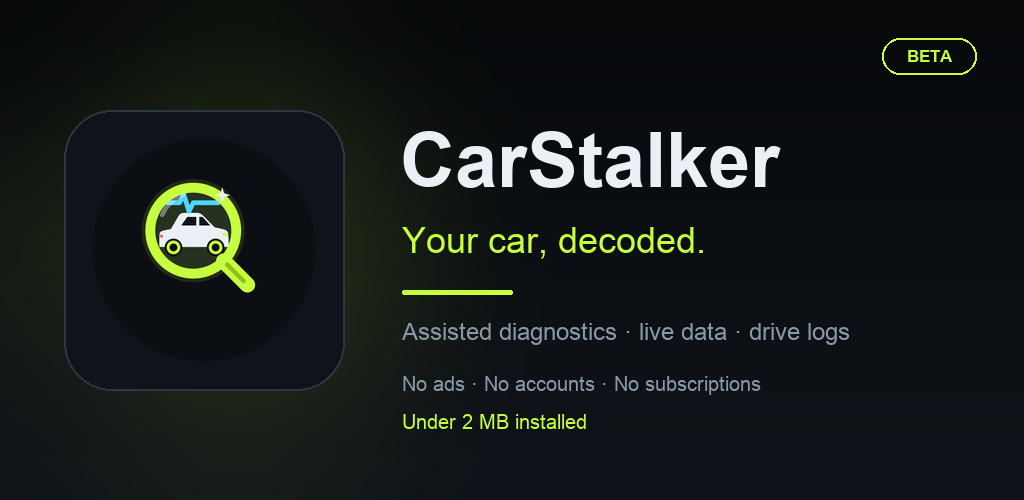 BETA
CarStalker
Your car, decoded.
Assisted diagnostics · live data · drive logs
No ads · No accounts · No subscriptions
Under 2 MB installed